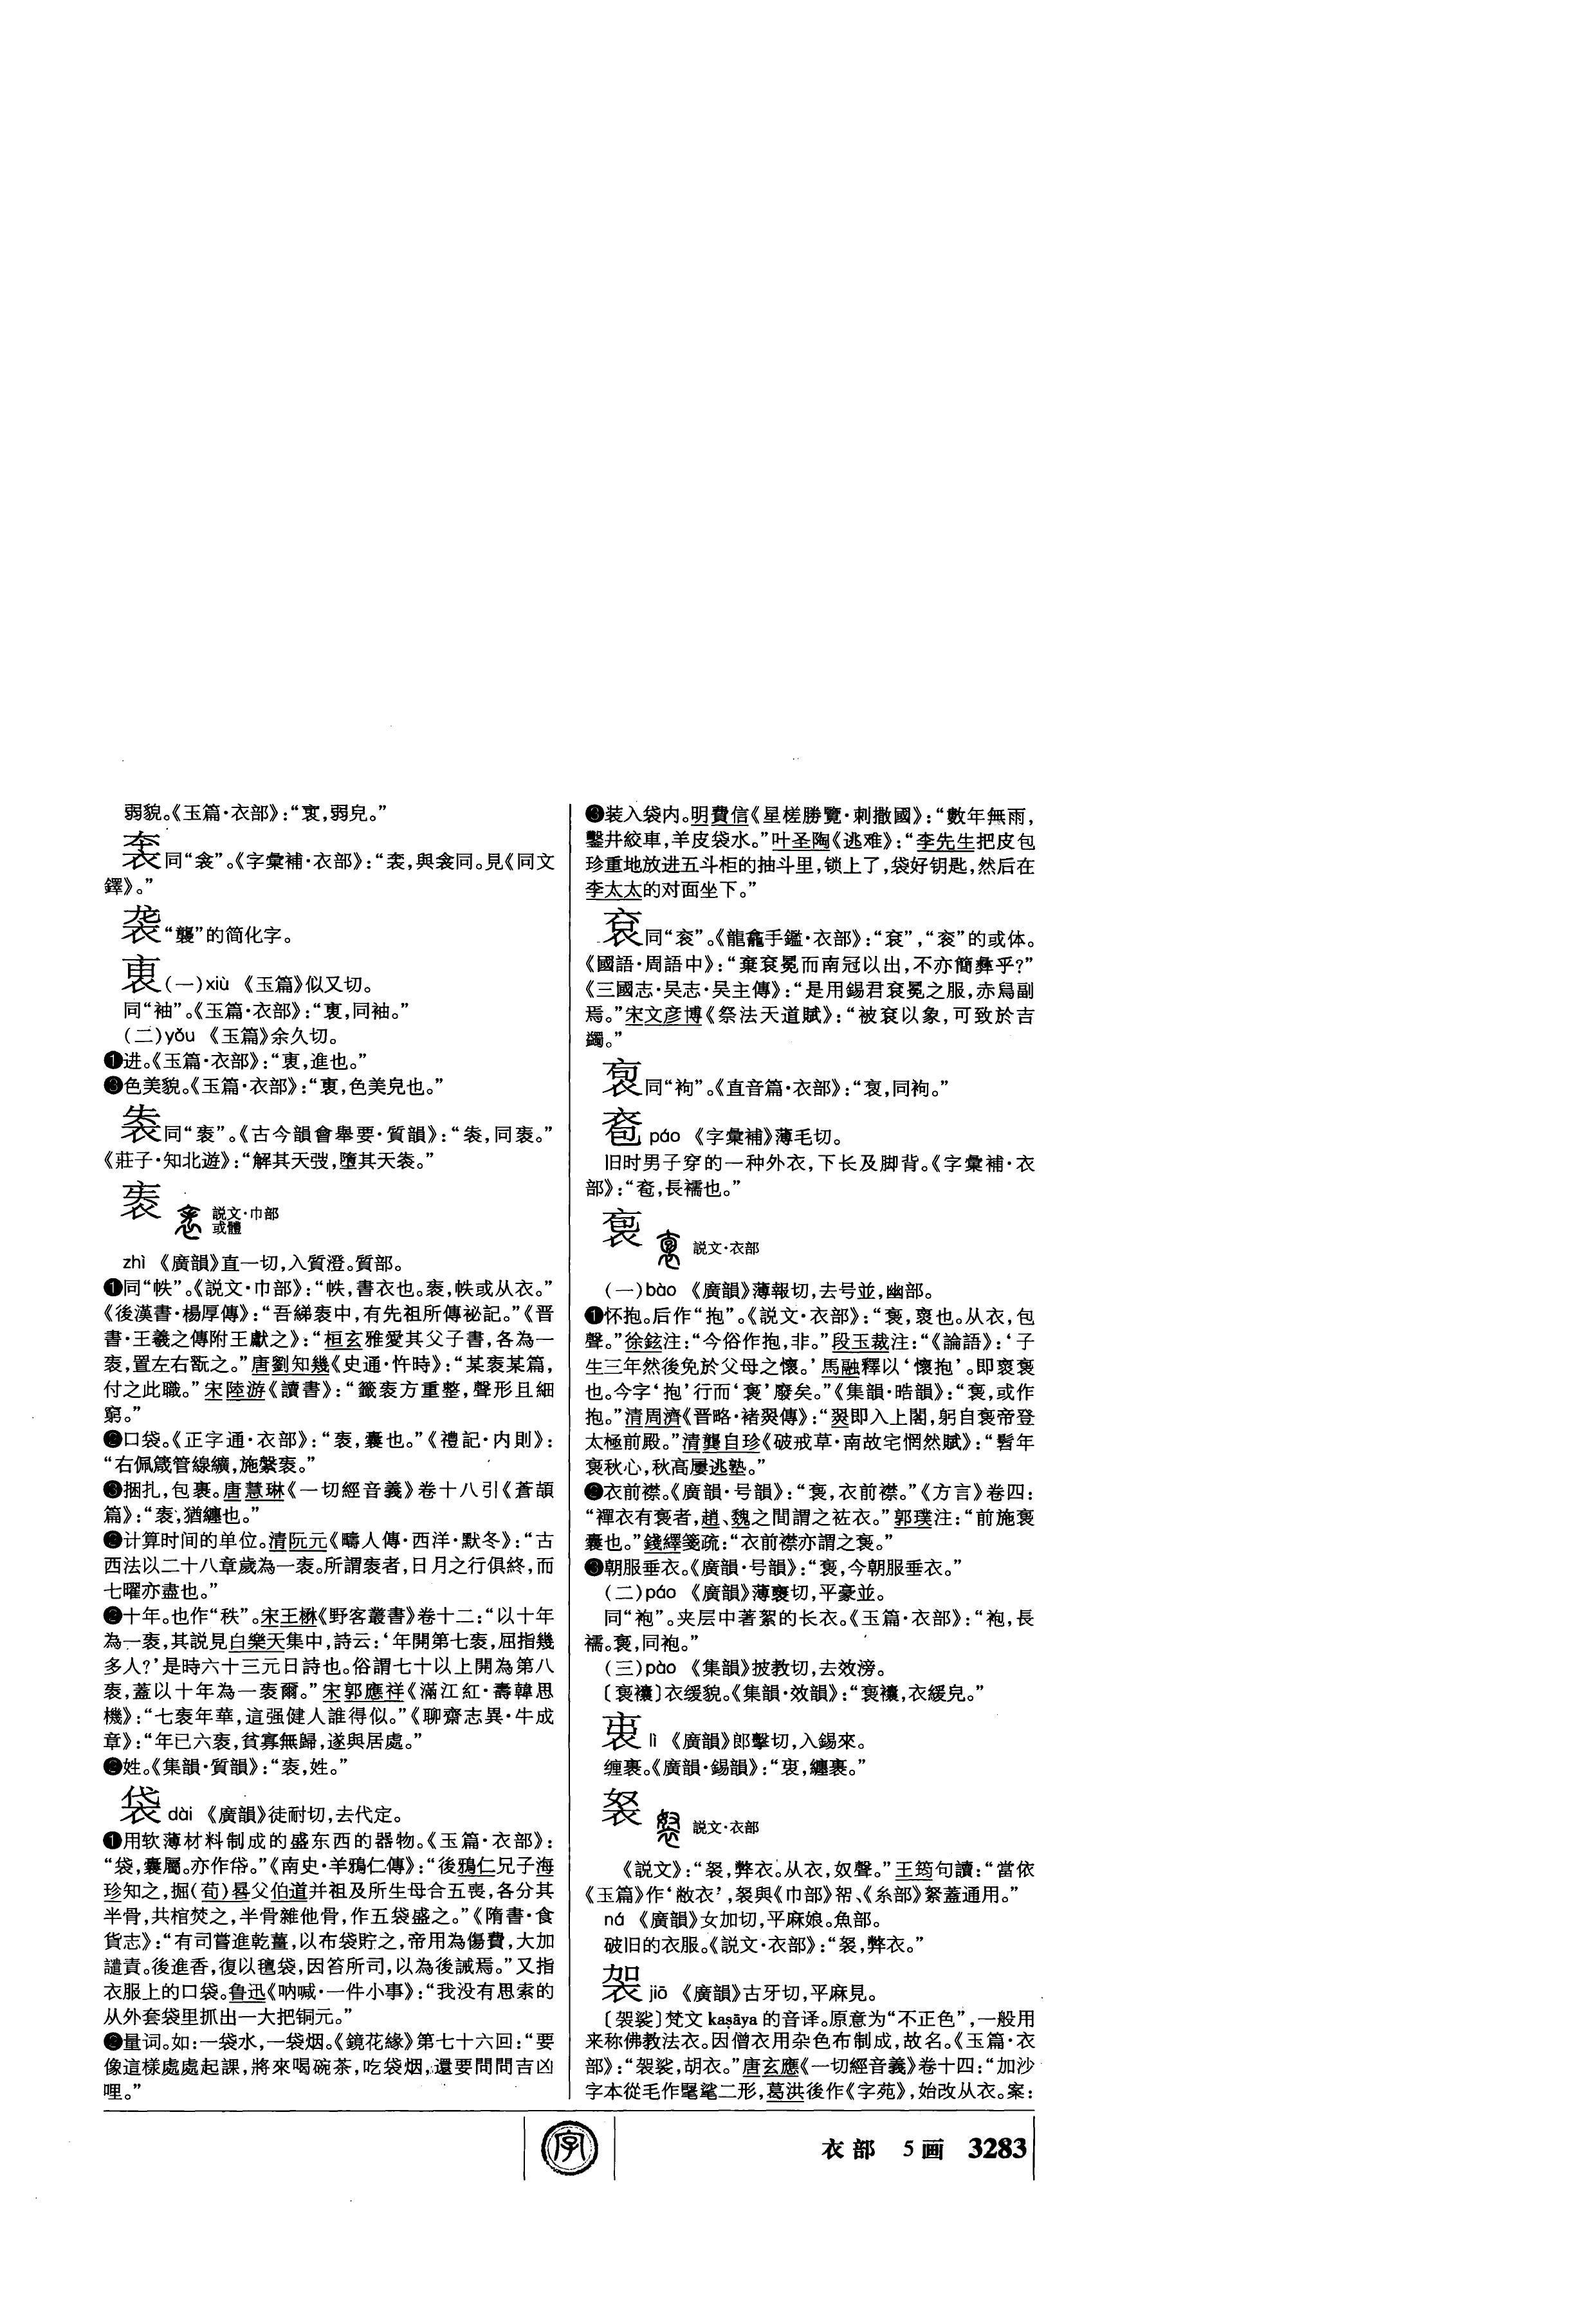 弱貌。《玉篇·衣部》：“㐮，弱皃。”
同“衾”。《字彙補·衣部》：“，與衾同。見《同文
鐸》。”
袭“襲”的简化字。
(一)xiù 《玉篇》似又切。
同“袖”。《玉篇·衣部》：“，同袖。”
(二)yǒu 《玉篇》余久切。
❶进。《玉篇·衣部》：“，進也。”
❸色美貌。《玉篇·衣部》：“，色美皃也。”
袠同“袠”。《古今韻會舉要·質韻》：“，同袠。”
《莊子·知北遊》：“解其天弢，墮其天。”
袠 説文·巾部
或體
zhì 《廣韻》直一切，入質澄。質部。
❶同“帙”。《説文·巾部》：“帙，書衣也。袠，帙或从衣。”
《後漢書·楊厚傳》：“吾綈袠中，有先祖所傳祕記。”《晋
書·王羲之傳附王獻之》：“桓玄雅愛其父子書，各為一
袠，置左右翫之。”唐劉知幾《史通·忤時》：“某袠某篇，
付之此職。”宋陸游《讀書》：“籤袠方重整，聲形且細
窮。”
❷口袋。《正字通·衣部》：“袠，囊也。”《禮記·内則》：
“右佩箴管線纊，施縏袠。”
❸捆扎，包裹。唐慧琳《一切經音義》卷十八引《蒼頡
篇》：“袠，猶纏也。”
❷计算时间的单位。清阮元《疇人傳·西洋·默冬》：“古
西法以二十八章歲為一袠。所謂袠者，日月之行俱終，而
七曜亦盡也。”
❷十年。也作“秩”。宋王楙《野客叢書》卷十二：“以十年
為一袠，其説見白樂天集中，詩云：‘年開第七袠，屈指幾
多人？’是時六十三元日詩也。俗謂七十以上開為第八
袠，蓋以十年為一袠爾。”宋郭應祥《滿江紅·壽韓思
機》：“七袠年華，這强健人誰得似。”《聊齋志異·牛成
章》：“年已六袠，貧寡無歸，遂與居處。”
❷姓。《集韻·質韻》：“袠，姓。”
袋 dài 《廣韻》徒耐切，去代定。
❶用软薄材料制成的盛东西的器物。《玉篇·衣部》：
“袋，囊屬。亦作帒。”《南史·羊鴉仁傳》：“後鴉仁兄子海
珍知之，掘(荀)晷父伯道并祖及所生母合五喪，各分其
半骨，共棺焚之，半骨雜他骨，作五袋盛之。”《隋書·食
貨志》：“有司嘗進乾薑，以布袋貯之，帝用為傷費，大加
譴責。後進香，復以氊袋，因笞所司，以為後誡焉。”又指
衣服上的口袋。鲁迅《呐喊·一件小事》：“我没有思索的
从外套袋里抓出一大把铜元。”
❷量词。如：一袋水，一袋烟。《鏡花緣》第七十六回：“要
像這樣處處起課，將來喝碗茶，吃袋烟，還要問問吉凶
哩。”
❸装入袋内。明費信《星槎勝覽·剌撒國》：“數年無雨，
鑿井絞車，羊皮袋水。”叶圣陶《逃难》：“李先生把皮包
珍重地放进五斗柜的抽斗里，锁上了，袋好钥匙，然后在
李太太的对面坐下。”
袞同“衮”。《龍龕手鑑·衣部》：“袞”，“衮”的或体。
《國語·周語中》：“棄袞冕而南冠以出，不亦簡彝乎？”
《三國志·吴志·吴主傳》：“是用錫君袞冕之服，赤舄副
焉。”宋文彦博《祭法天道賦》：“被袞以象，可致於吉
蠲。”
同“袧”。《直音篇·衣部》：“，同袧。”
páo 《字彙補》薄毛切。
旧时男子穿的一种外衣，下长及脚背。《字彙補·衣
部》：“，長襦也。”
袌 説文·衣部
(一)bào 《廣韻》薄報切，去号並，幽部。
❶怀抱。后作“抱”。《説文·衣部》：“袌，褱也。从衣，包
聲。”徐鉉注：“今俗作抱，非。”段玉裁注：“《論語》：‘子
生三年然後免於父母之懷。’馬融釋以‘懷抱’。即褱袌
也。今字‘抱’行而‘袌’廢矣。”《集韻·晧韻》：“袌，或作
抱。”清周濟《晋略·褚裒傳》：“裒即入上閣，躬自袌帝登
太極前殿。”清龔自珍《破戒草·南故宅惘然賦》：“髫年
袌秋心，秋高屢逃塾。”
❷衣前襟。《廣韻·号韻》：“袌，衣前襟。”《方言》卷四：
“襌衣有袌者，趙、魏之間謂之袏衣。”郭璞注：“前施袌
囊也。”錢繹箋疏：“衣前襟亦謂之袌。”
❸朝服垂衣。《廣韻·号韻》：“袌，今朝服垂衣。”
(二)páo 《廣韻》薄襃切，平豪並。
同“袍”。夹层中著絮的长衣。《玉篇·衣部》：“袍，長
襦。袌，同袍。”
(三)pào 《集韻》披教切，去效滂。
〔袌〕衣缓貌。《集韻·效韻》：“袌，衣緩皃。”
lì 《廣韻》郎擊切，入錫來。
缠裹。《廣韻·錫韻》：“，纏裹。”
袃 説文·衣部
《説文》：“袈，弊衣。从衣，奴聲。”王筠句讀：“當依
《玉篇》作‘敝衣’，與《巾部》帤、《糸部》絮蓋通用。”
ná 《廣韻》女加切，平麻娘。魚部。
破旧的衣服。《説文·衣部》：“，弊衣。”
袈 jiā 《廣韻》古牙切，平麻見。
〔袈裟〕梵文 kaṣāya 的音译。原意为“不正色”，一般用
来称佛教法衣。因僧衣用杂色布制成，故名。《玉篇·衣
部》：“袈裟，胡衣。”唐玄應《一切經音義》卷十四：“加沙
字本從毛作㲚㲚二形，葛洪後作《字苑》，始改从衣。案：
字
衣部 5画 3283